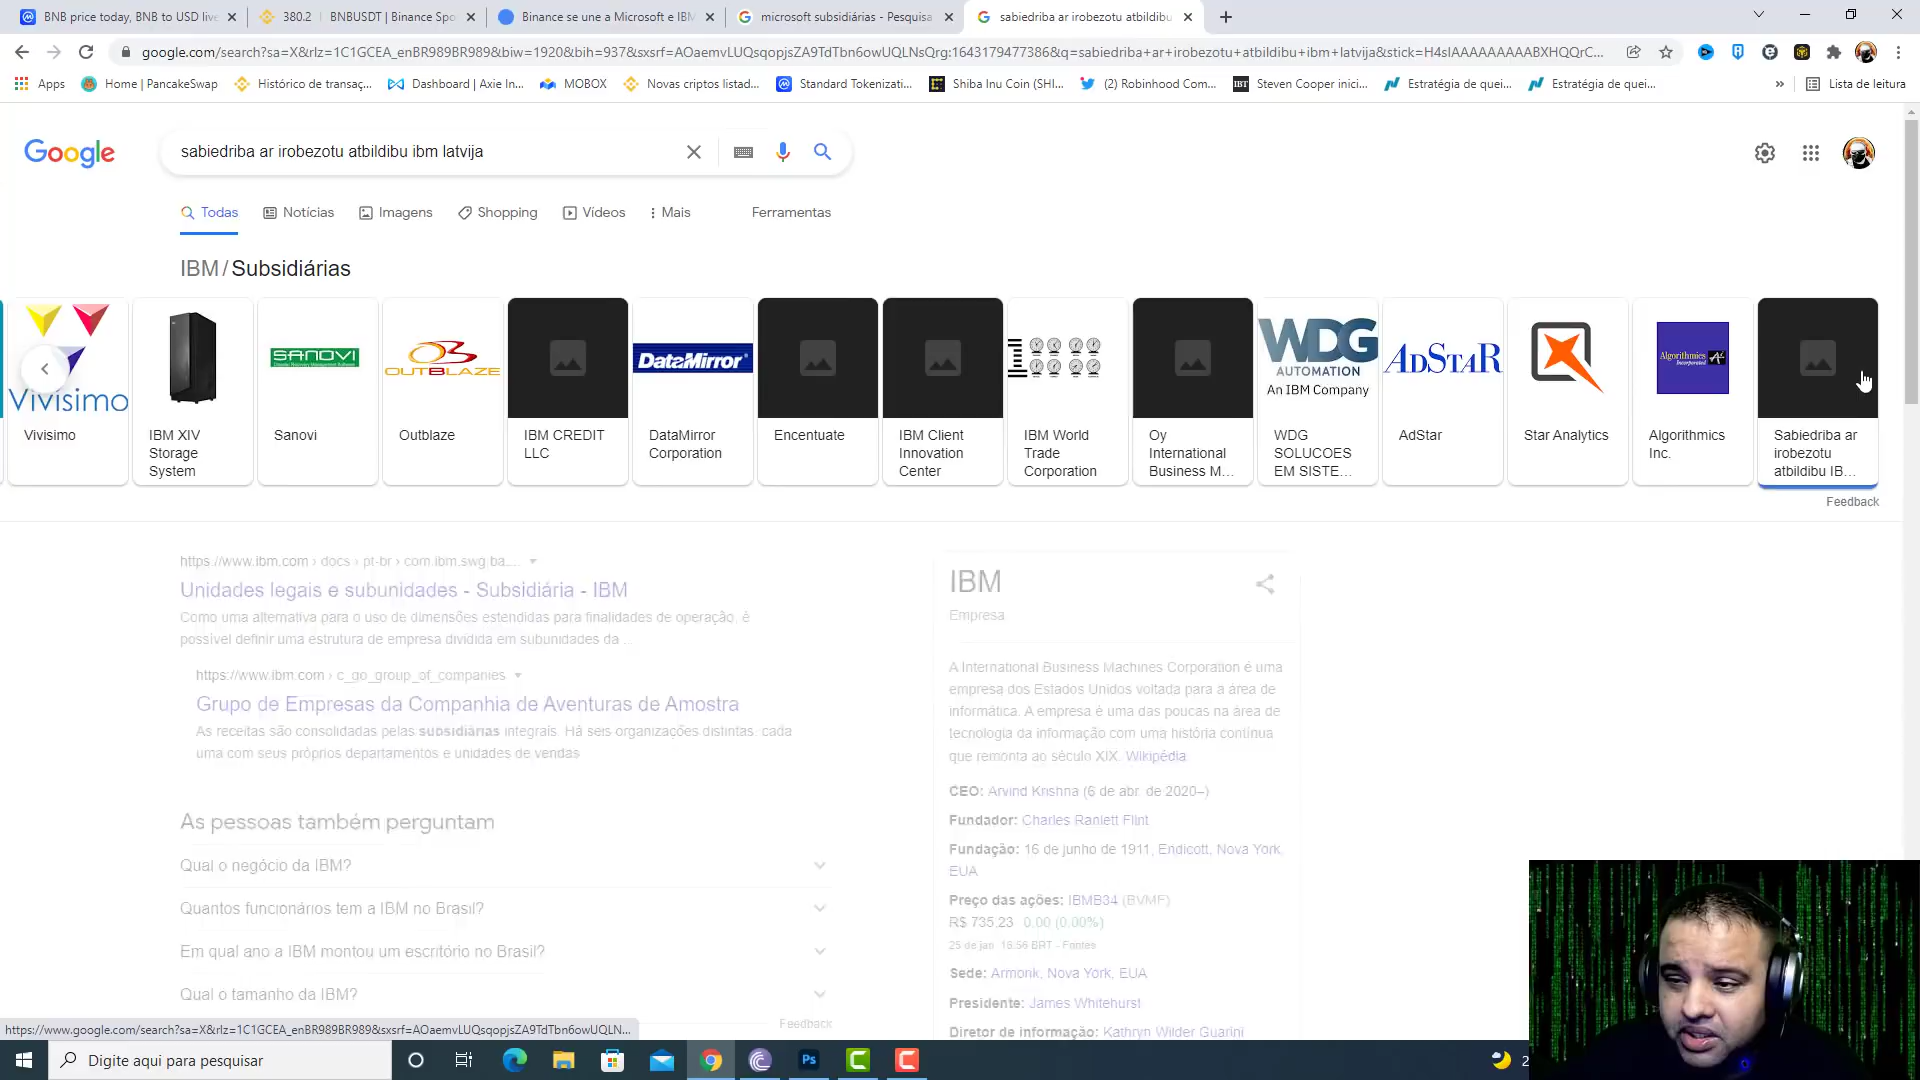 BNB price today, BNB to USD live
380.2
BNBUSDT | Binance Spo
Binance se une a Microsoft e IBM
microsoft subsidiárias - Pesquisa
sabiedriba ar irobezotu atbildibu
google.com/search?sa=X&rlz=1C1GCEA_enBR989BR989&biw=1920&bih=937&sxsrf=AOaemvLUQsqopjsZA9TdTbn6owUQLNsQrg:1643179477386&q=sabiedriba+ar+irobezotu+atbildibu+ibm+latvija&stick=H4sIAAAAAAAAABXHQQrC...
Apps
Home | PancakeSwap
Histórico de transaç...
Dashboard | Axie In...
MOBOX
Novas criptos listad...
Standard Tokenizati...
Shiba Inu Coin (SHI...
(2) Robinhood Com...
IBT
Steven Cooper inici...
Estratégia de quei...
Estratégia de quei...
»
Lista de leitura
Google
sabiedriba ar irobezotu atbildibu ibm latvija
Todas
Notícias
Imagens
Shopping
Vídeos
Mais
Ferramentas
IBM / Subsidiárias
Vivisimo
SANOVI
OUTBLAZE
DataMirror
WDG
AUTOMATION
An IBM Company
ADSTAR
Algorithmics
Incorporated
Vivisimo
IBM XIV
Storage
System
Sanovi
Outblaze
IBM CREDIT
LLC
DataMirror
Corporation
Encentuate
IBM Client
Innovation
Center
IBM World
Trade
Corporation
Oy
International
Business M...
WDG
SOLUCOES
EM SISTE...
AdStar
Star Analytics
Algorithmics
Inc.
Sabiedriba ar
irobezotu
atbildibu IB...
Feedback
https://www.ibm.com › docs › pt-br › com.ibm.swg.ba...
Unidades legais e subunidades - Subsidiária - IBM
Como uma alternativa para o uso de dimensões estendidas para finalidades de operação, é
possível definir uma estrutura de empresa dividida em subunidades da ...
https://www.ibm.com › c_go_group_of_companies
Grupo de Empresas da Companhia de Aventuras de Amostra
As receitas são consolidadas pelas subsidiárias integrais. Há seis organizações distintas, cada
uma com seus próprios departamentos e unidades de vendas
As pessoas também perguntam
Qual o negócio da IBM?
Quantos funcionários tem a IBM no Brasil?
Em qual ano a IBM montou um escritório no Brasil?
Qual o tamanho da IBM?
Feedback
IBM
Empresa
A International Business Machines Corporation é uma
empresa dos Estados Unidos voltada para a área de
informática. A empresa é uma das poucas na área de
tecnologia da informação com uma história contínua
que remonta ao século XIX. Wikipédia
CEO: Arvind Krishna (6 de abr. de 2020–)
Fundador: Charles Ranlett Flint
Fundação: 16 de junho de 1911, Endicott, Nova York,
EUA
Preço das ações: IBMB34 (BVMF)
R$ 735,23 0,00 (0,00%)
25 de jan. 16:56 BRT - Fontes
Sede: Armonk, Nova York, EUA
Presidente: James Whitehurst
Diretor de informação: Kathryn Wilder Guarini
https://www.google.com/search?sa=X&rlz=1C1GCEA_enBR989BR989&sxsrf=AOaemvLUQsqopjsZA9TdTbn6owUQLN...
Digite aqui para pesquisar
Ps
2